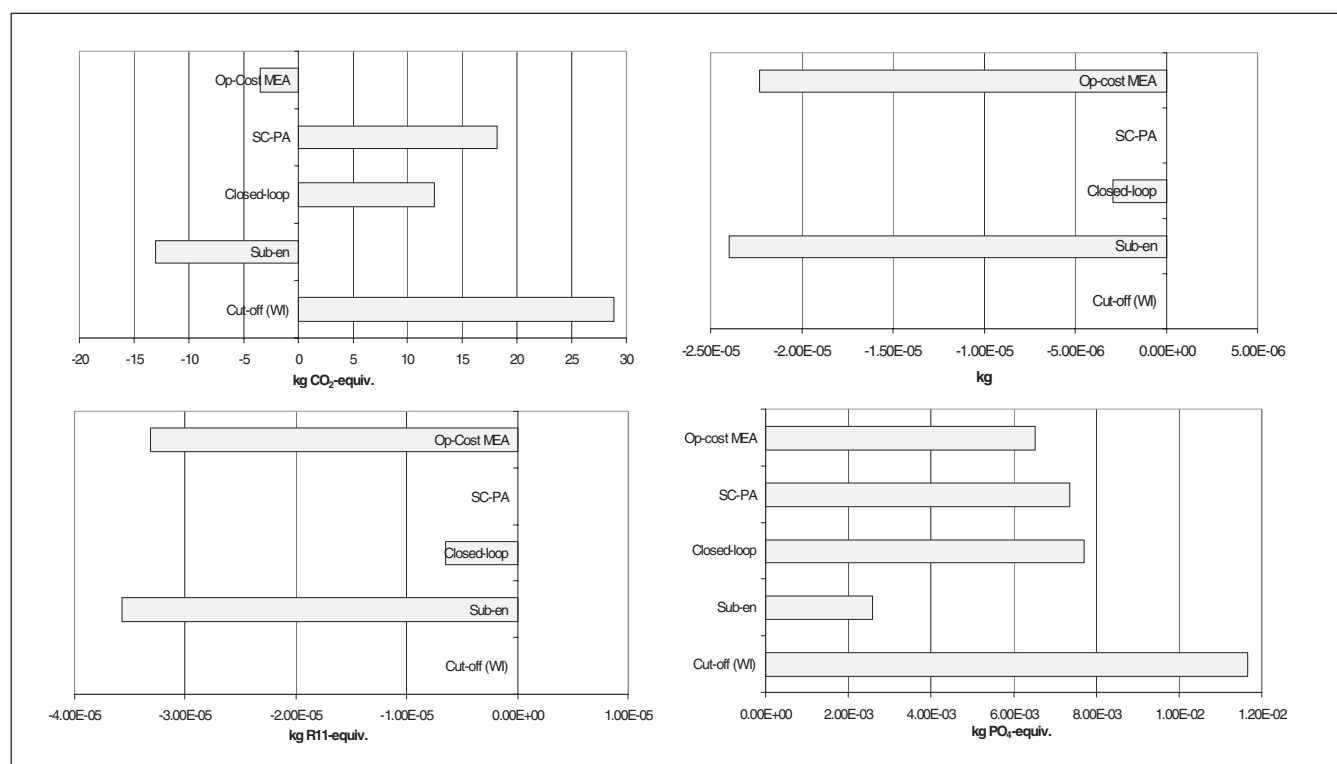 Op-Cost MEA
SC-PA
Closed-loop
Sub-en
Cut-off (WI)
-20 -15 -10 -5 0 5 10 15 20 25 30
kg CO₂-equiv.
Op-cost MEA
SC-PA
Closed-loop
Sub-en
Cut-off (WI)
-2.50E-05 -2.00E-05 -1.50E-05 -1.00E-05 -5.00E-06 0.00E+00 5.00E-06
kg
Op-Cost MEA
SC-PA
Closed-loop
Sub-en
Cut-off (WI)
-4.00E-05 -3.00E-05 -2.00E-05 -1.00E-05 0.00E+00 1.00E-05
kg R11-equiv.
Op-cost MEA
SC-PA
Closed-loop
Sub-en
Cut-off (WI)
0.00E+00 2.00E-03 4.00E-03 6.00E-03 8.00E-03 1.00E-02 1.20E-02
kg PO₄-equiv.